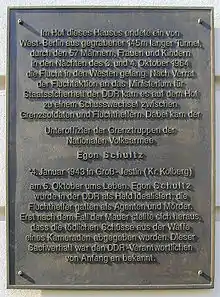 Im Hof dieses Hauses endete ein von
West-Berlin aus gegrabener 145m langer Tunnel,
durch den 57 Männern, Frauen und Kindern
in den Nächten des 3. und 4. Oktober 1964
die Flucht in den Westen gelang. Nach Verrat
der Fluchtaktion an das Ministerium für
Staatssicherheit der DDR kam es auf dem Hof
zu einem Schusswechsel zwischen
Grenzsoldaten und Fluchthelfern. Dabei kam der
Unteroffizier der Grenztruppen der
Nationalen Volksarmee,
Egon Schultz
*4. Januar 1943 in Groß-Jestin (Kr. Kolberg)
am 5. Oktober ums Leben. Egon Schultz
wurde in der DDR als Held idealisiert, die
Fluchthelfer galten als Agenten und Mörder.
Erst nach dem Fall der Mauer stellte sich heraus,
dass die tödlichen Schüsse aus der Waffe
eines Kameraden abgegeben wurden. Dieser
Sachverhalt war den DDR-Verantwortlichen
von Anfang an bekannt.